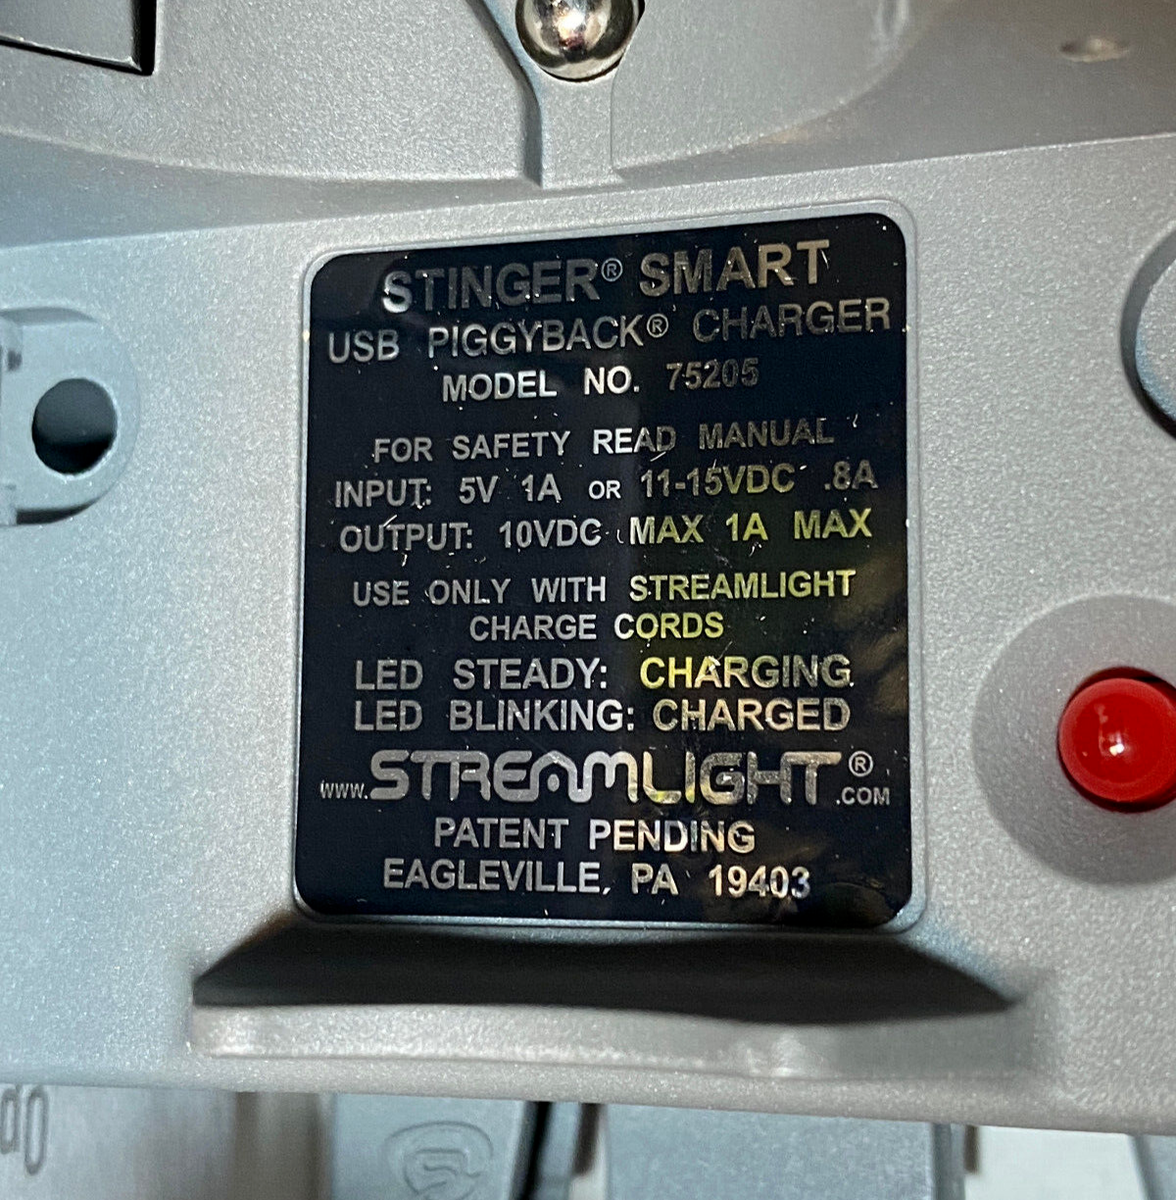 STINGER® SMART
USB PIGGYBACK® CHARGER
MODEL NO. 75205
FOR SAFETY READ MANUAL
INPUT: 5V 1A OR 11-15VDC .8A
OUTPUT: 10VDC MAX 1A MAX
USE ONLY WITH STREAMLIGHT
CHARGE CORDS
LED STEADY: CHARGING
LED BLINKING: CHARGED
www.STREAMLIGHT®.COM
PATENT PENDING
EAGLEVILLE, PA 19403